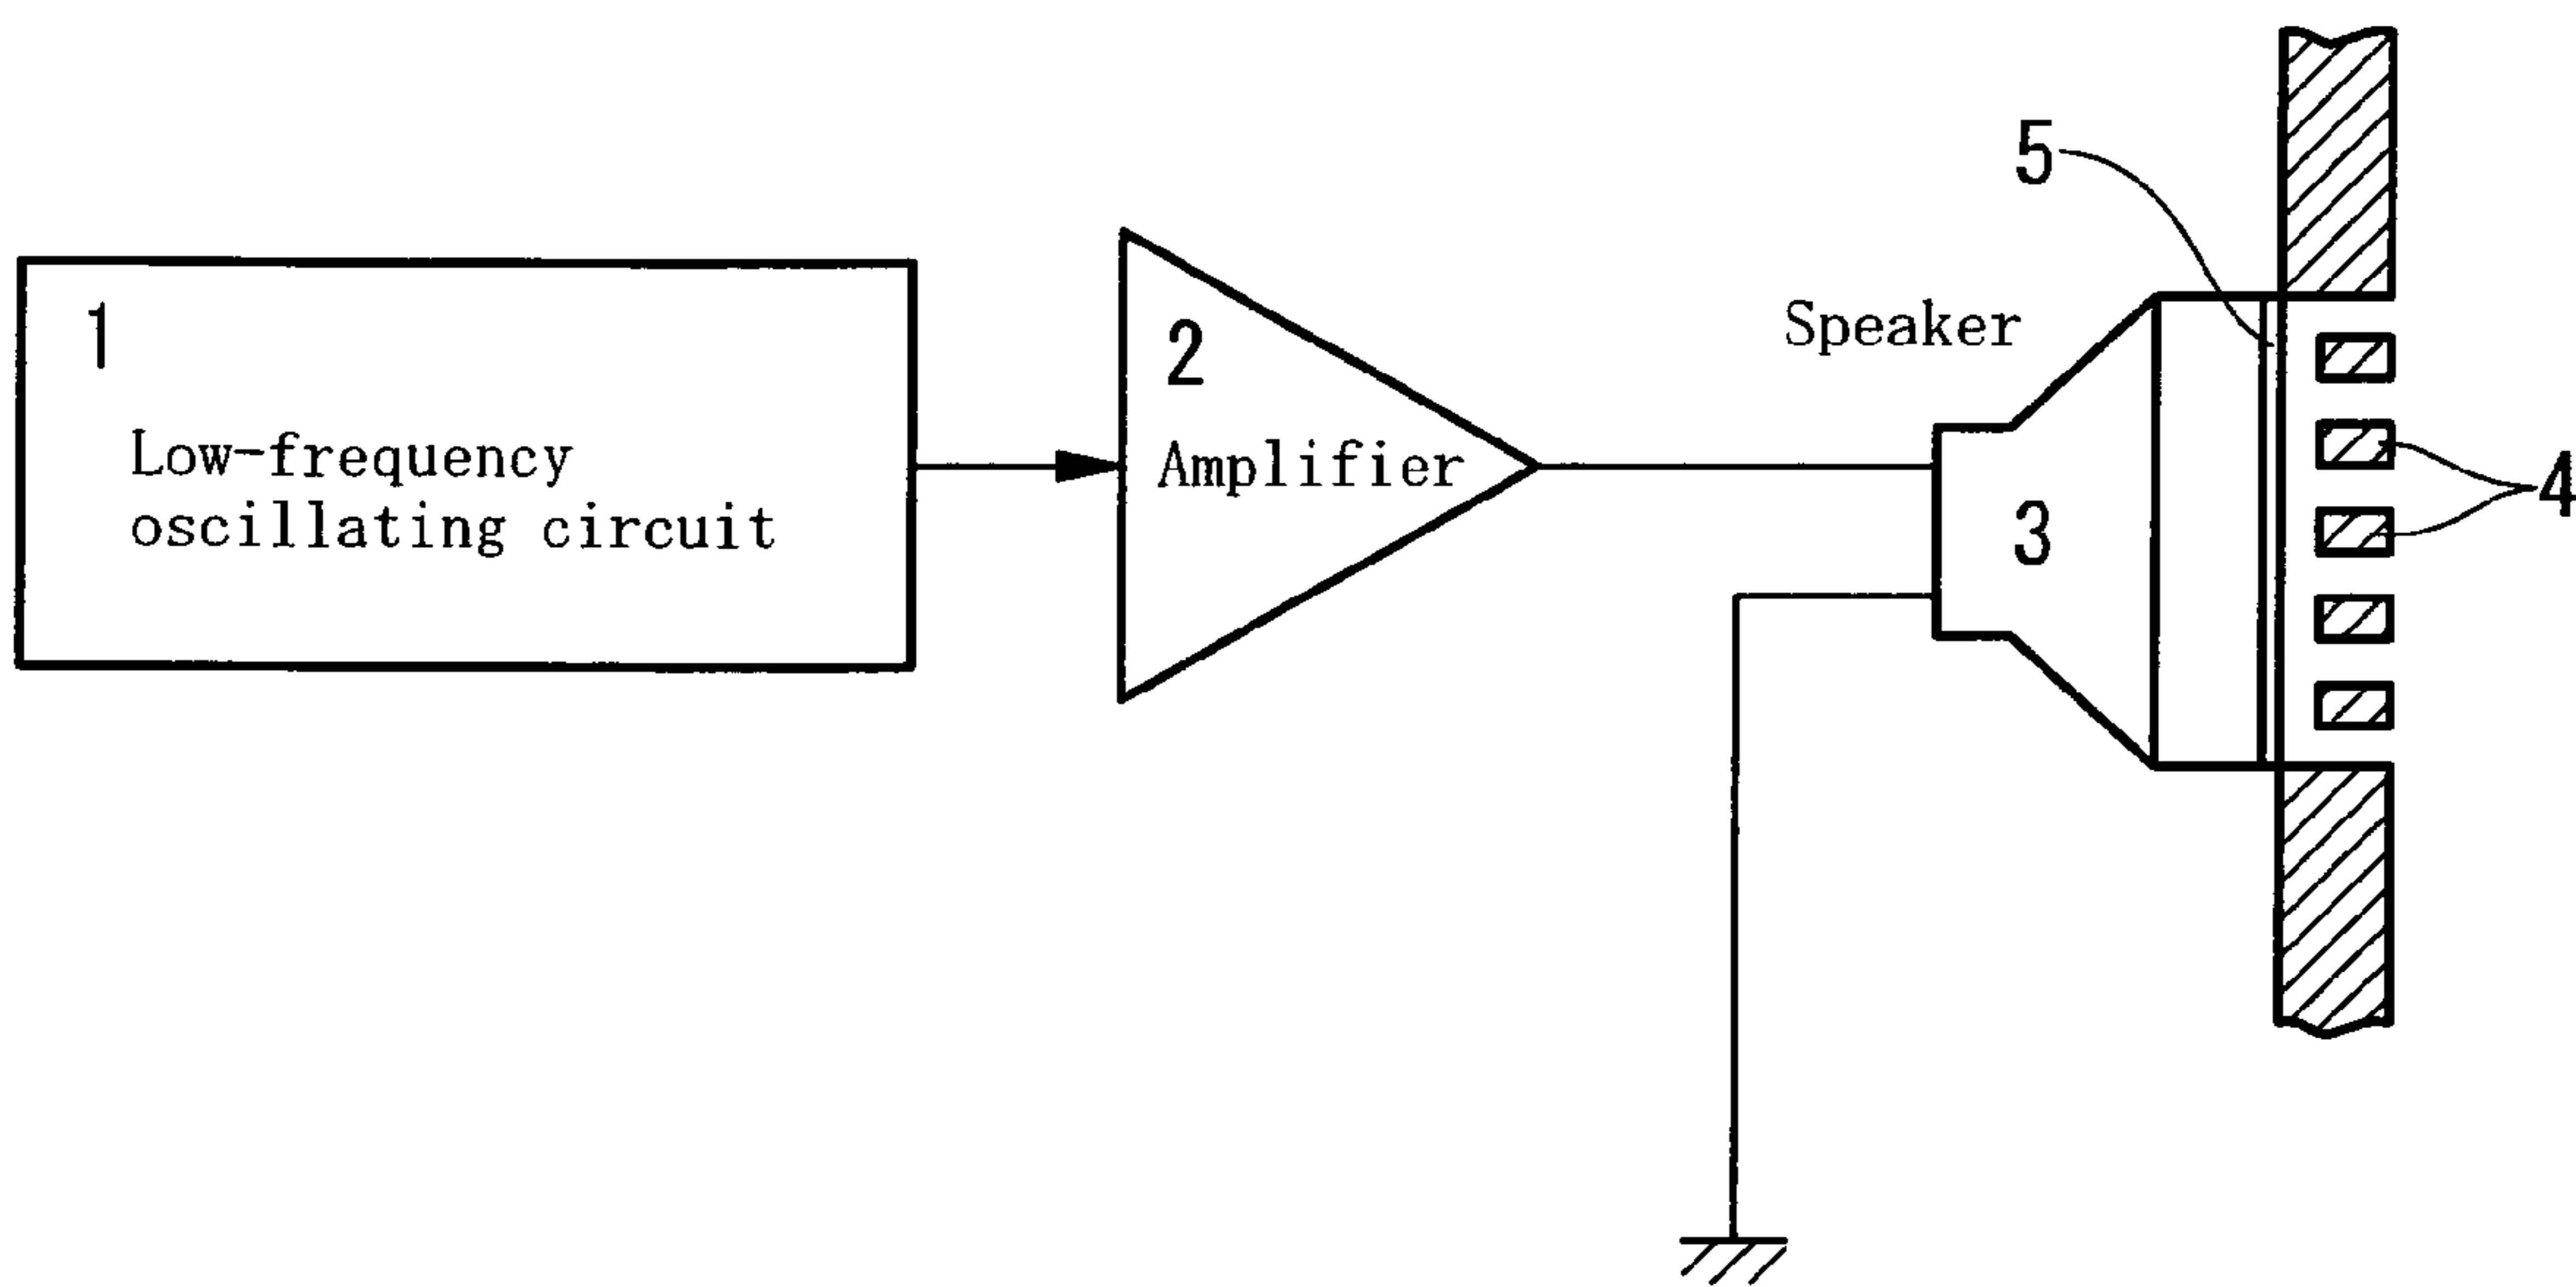 1
Low-frequency
oscillating circuit
2
Amplifier
Speaker
3
5
4